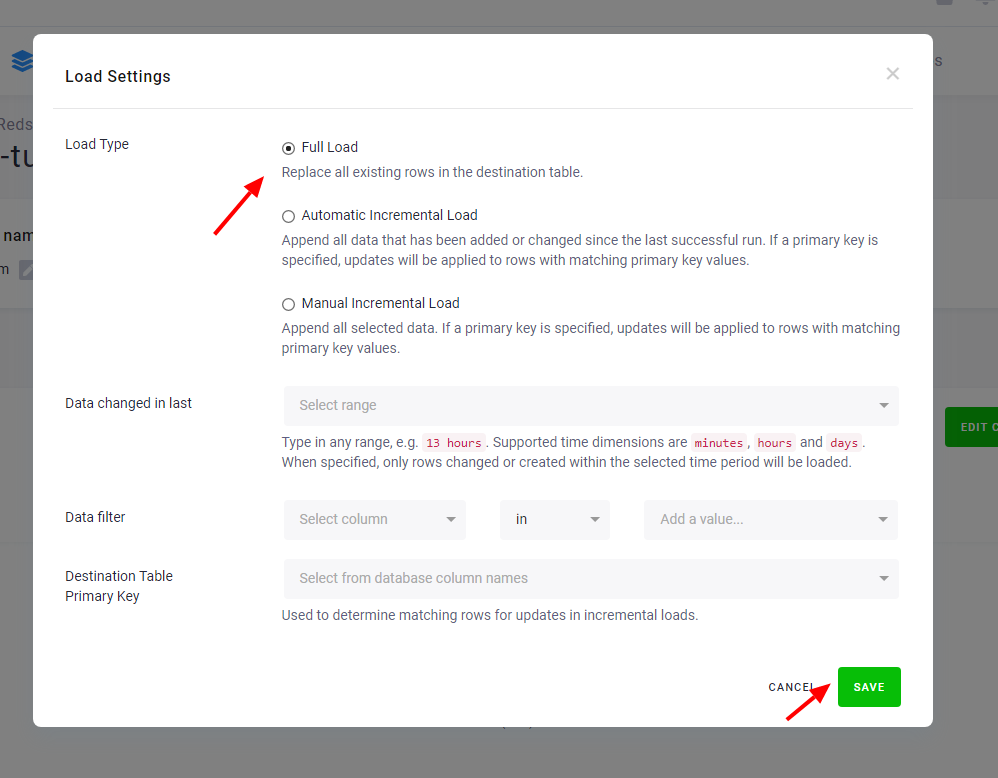 Load Settings
Load Type
Full Load
Replace all existing rows in the destination table.
Automatic Incremental Load
Append all data that has been added or changed since the last successful run. If a primary key is
specified, updates will be applied to rows with matching primary key values.
Manual Incremental Load
Append all selected data. If a primary key is specified, updates will be applied to rows with matching
primary key values.
Data changed in last
Select range
Type in any range, e.g. 13 hours. Supported time dimensions are minutes, hours and days.
When specified, only rows changed or created within the selected time period will be loaded.
Data filter
Select column
in
Add a value...
Destination Table
Primary Key
Select from database column names
Used to determine matching rows for updates in incremental loads.
CANCEL
SAVE
Reds
-tu
nam
m
s
EDIT C